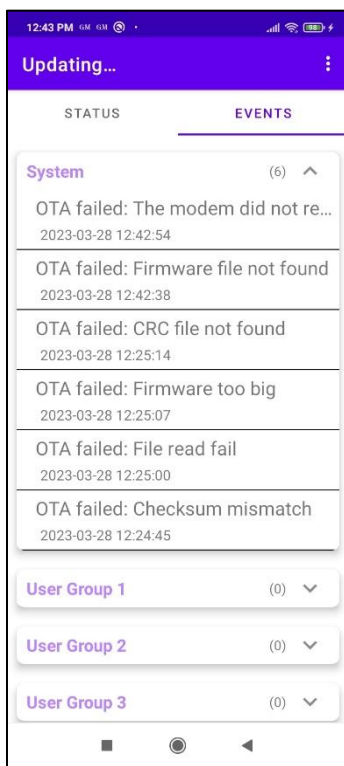 12:43 PM GM GM
98
Updating...
STATUS EVENTS
System (6)
OTA failed: The modem did not re...
2023-03-28 12:42:54
OTA failed: Firmware file not found
2023-03-28 12:42:38
OTA failed: CRC file not found
2023-03-28 12:25:14
OTA failed: Firmware too big
2023-03-28 12:25:07
OTA failed: File read fail
2023-03-28 12:25:00
OTA failed: Checksum mismatch
2023-03-28 12:24:45
User Group 1 (0)
User Group 2 (0)
User Group 3 (0)